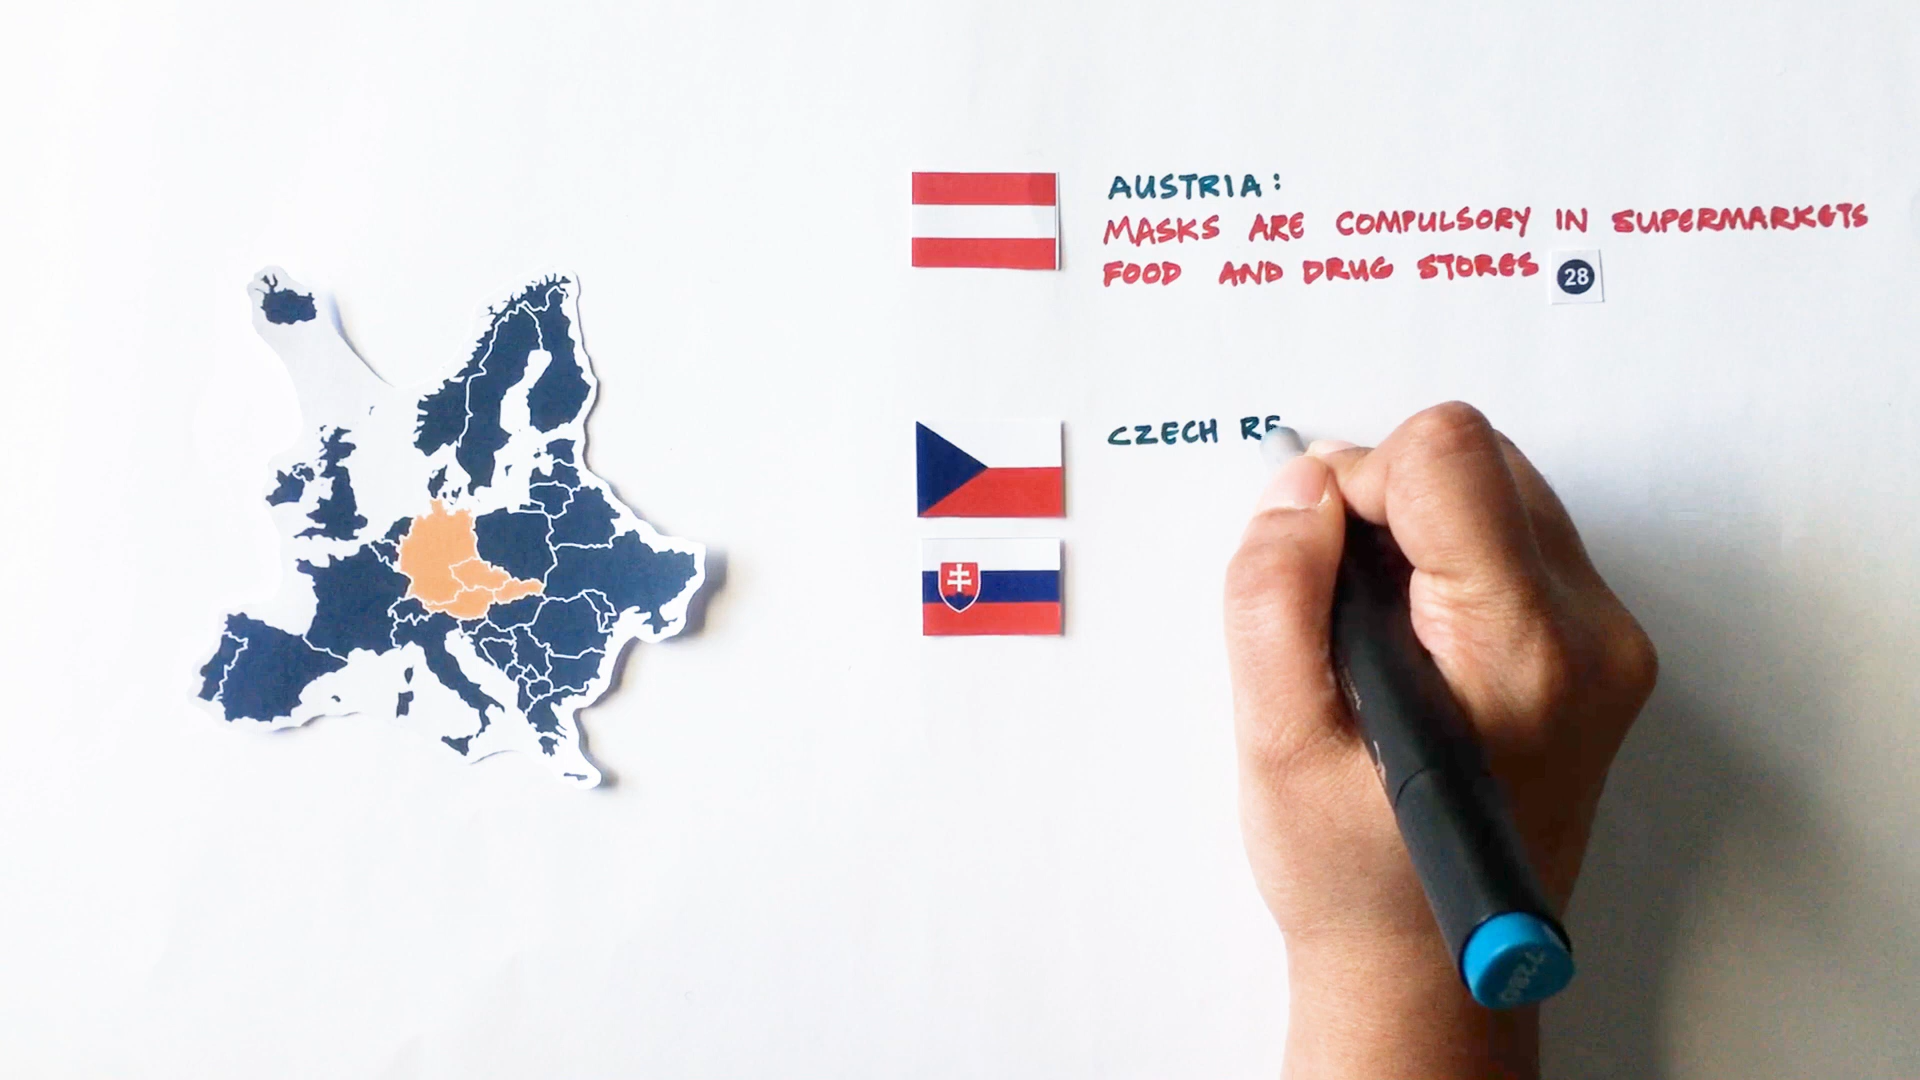 AUSTRIA:
MASKS ARE COMPULSORY IN SUPERMARKETS
FOOD AND DRUG STORES 28
CZECH RE